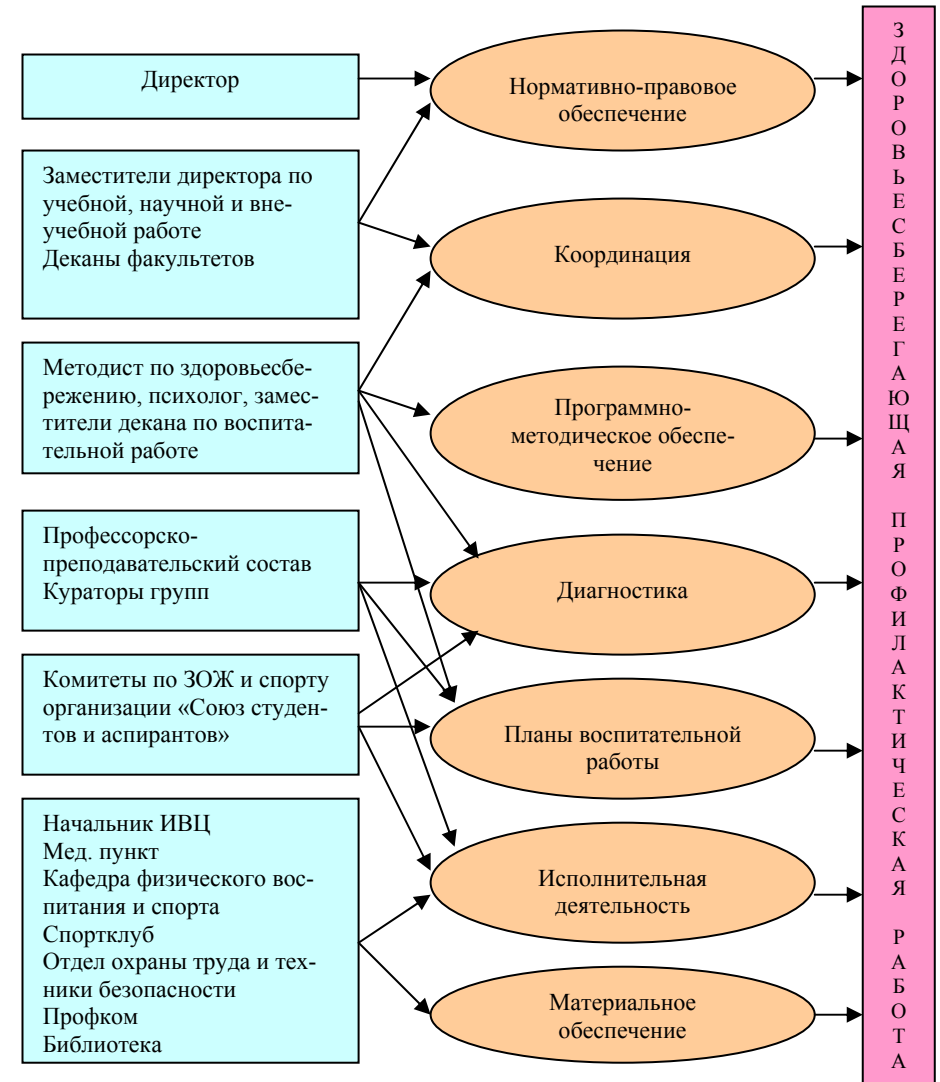 Директор
Заместители директора по
учебной, научной и вне-
учебной работе
Деканы факультетов
Методист по здоровьесбе-
режению, психолог, замес-
тители декана по воспита-
тельной работе
Профессорско-
преподавательский состав
Кураторы групп
Комитеты по ЗОЖ и спорту
организации «Союз студен-
тов и аспирантов»
Начальник ИВЦ
Мед. пункт
Кафедра физического вос-
питания и спорта
Спортклуб
Отдел охраны труда и тех-
ники безопасности
Профком
Библиотека
Нормативно-правовое
обеспечение
Координация
Программно-
методическое обеспе-
чение
Диагностика
Планы воспитательной
работы
Исполнительная
деятельность
Материальное
обеспечение
ЗДОРОВЬЕСБЕРЕГАЮЩАЯ ПРОФИЛАКТИЧЕСКАЯ РАБОТА